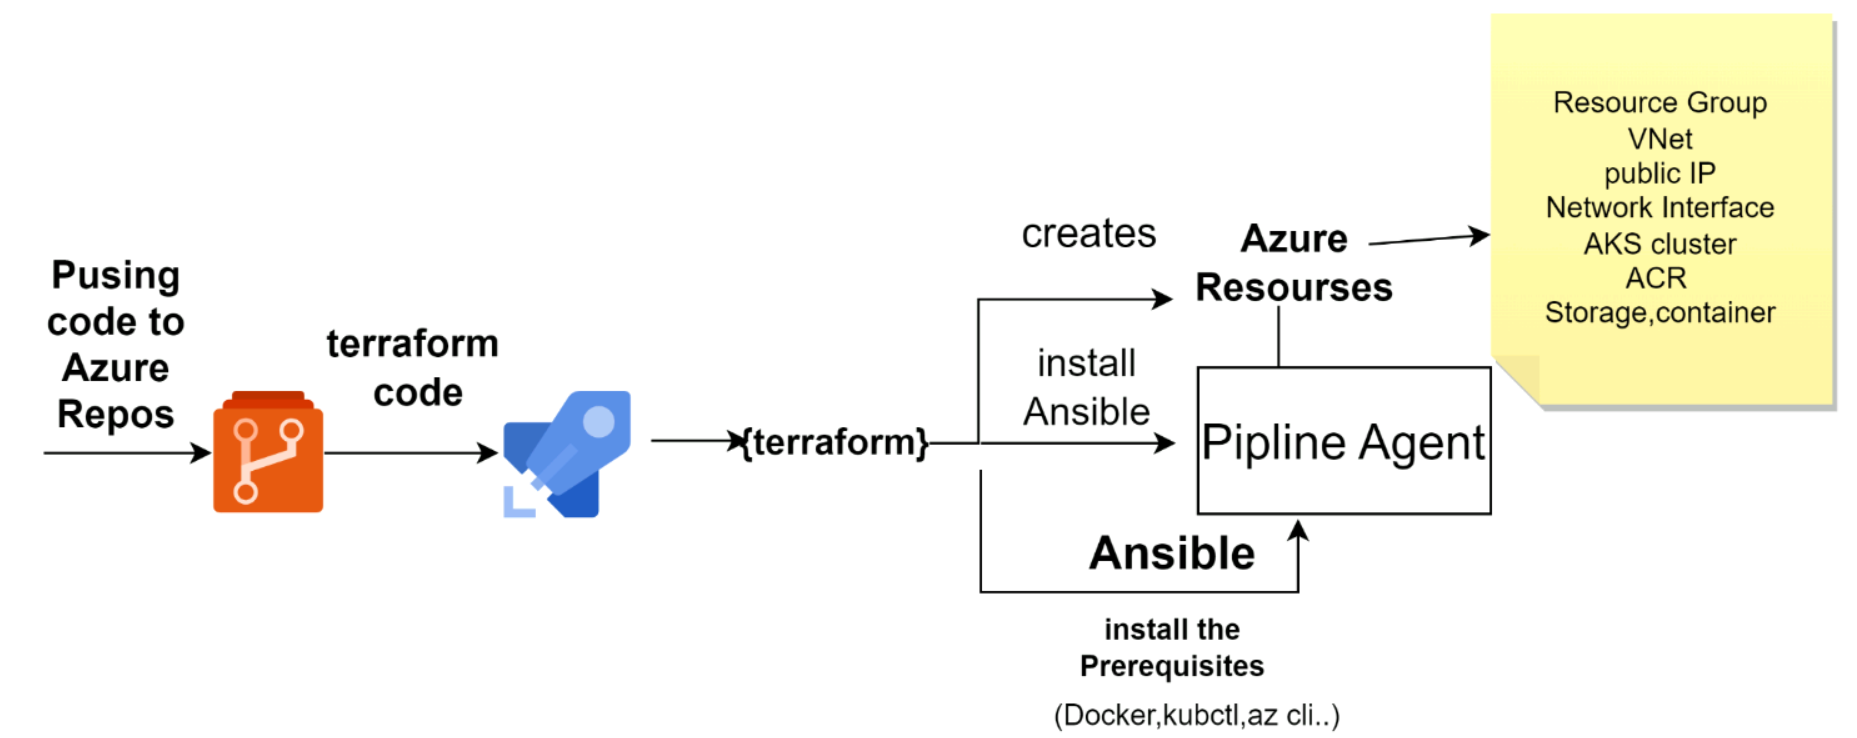 Pusing
code to
Azure
Repos
terraform
code
{terraform}
creates
install
Ansible
Azure
Resourses
Pipline Agent
Ansible
install the
Prerequisites
(Docker,kubctl,az cli..)
Resource Group
VNet
public IP
Network Interface
AKS cluster
ACR
Storage,container